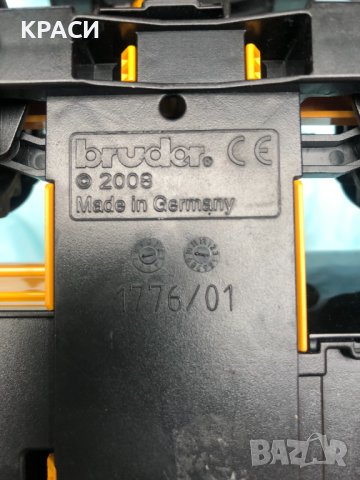 КРАСИ
bruder® CE
© 2008
Made in Germany
1776/01
BAZAR